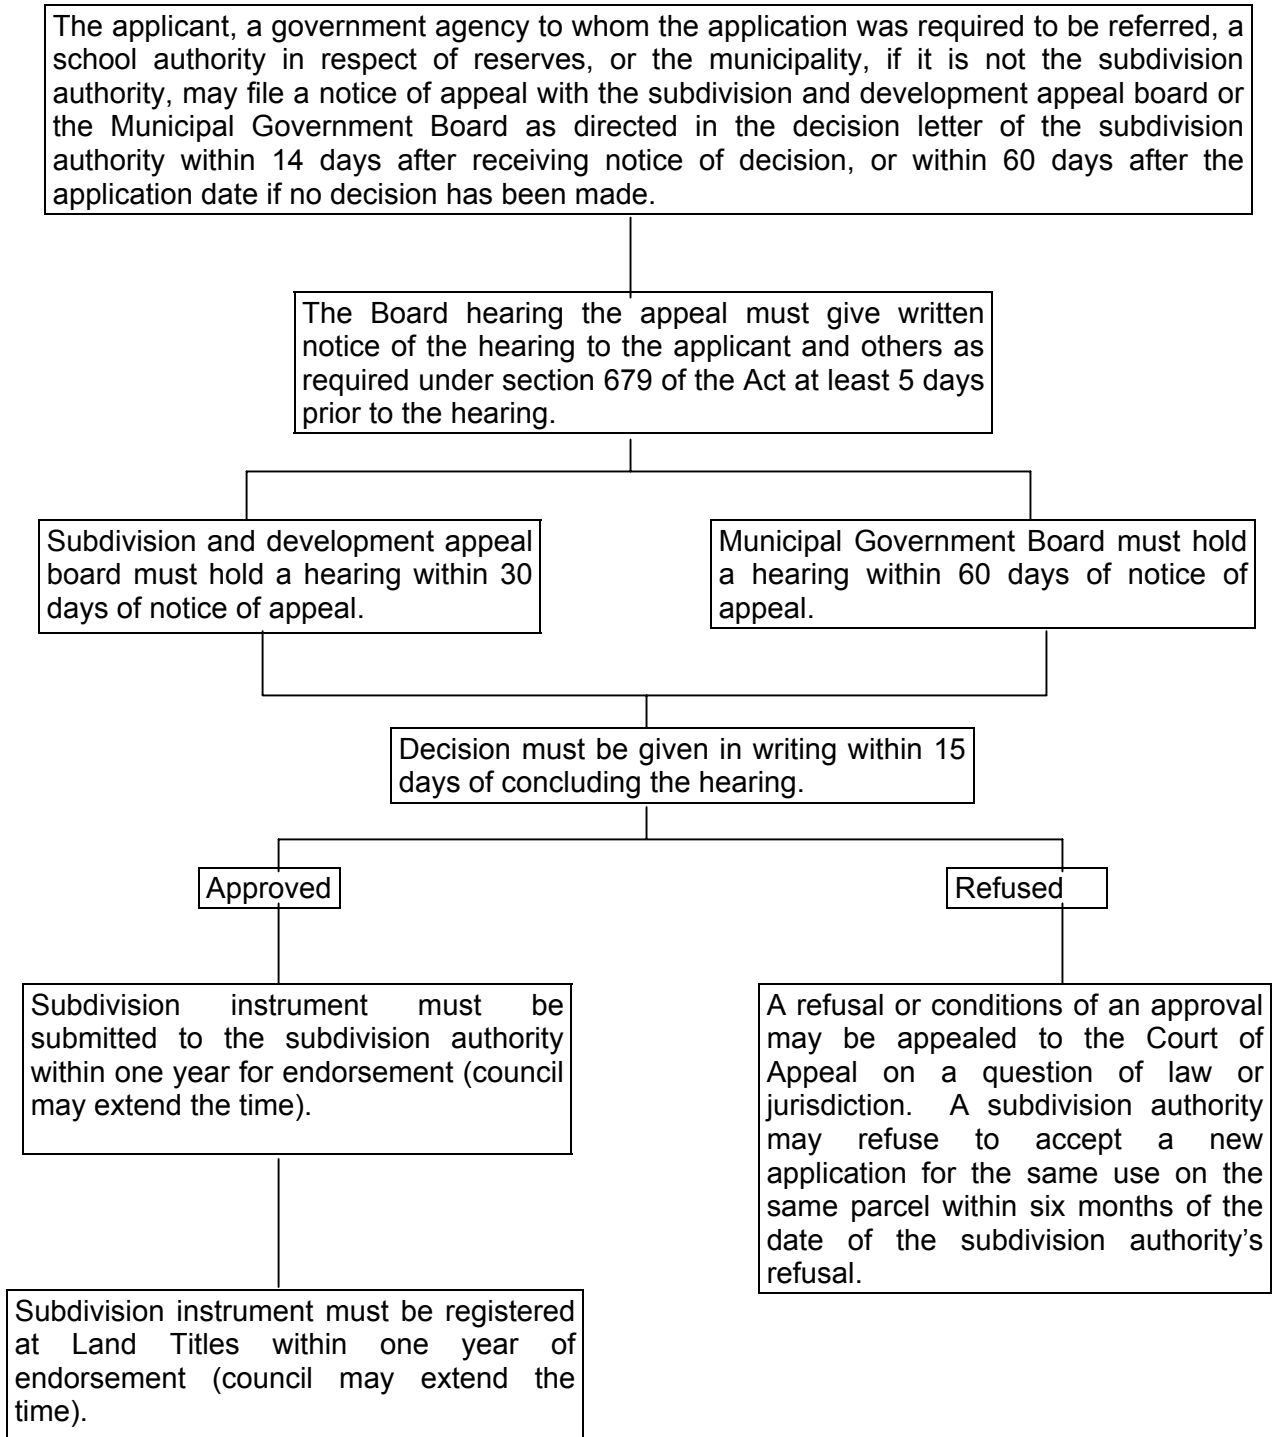 The applicant, a government agency to whom the application was required to be referred, a
school authority in respect of reserves, or the municipality, if it is not the subdivision
authority, may file a notice of appeal with the subdivision and development appeal board or
the Municipal Government Board as directed in the decision letter of the subdivision
authority within 14 days after receiving notice of decision, or within 60 days after the
application date if no decision has been made.
The Board hearing the appeal must give written
notice of the hearing to the applicant and others as
required under section 679 of the Act at least 5 days
prior to the hearing.
Subdivision and development appeal
board must hold a hearing within 30
days of notice of appeal.
Municipal Government Board must hold
a hearing within 60 days of notice of
appeal.
Decision must be given in writing within 15
days of concluding the hearing.
Approved
Refused
Subdivision instrument must be
submitted to the subdivision authority
within one year for endorsement (council
may extend the time).
A refusal or conditions of an approval
may be appealed to the Court of
Appeal on a question of law or
jurisdiction. A subdivision authority
may refuse to accept a new
application for the same use on the
same parcel within six months of the
date of the subdivision authority's
refusal.
Subdivision instrument must be registered
at Land Titles within one year of
endorsement (council may extend the
time).